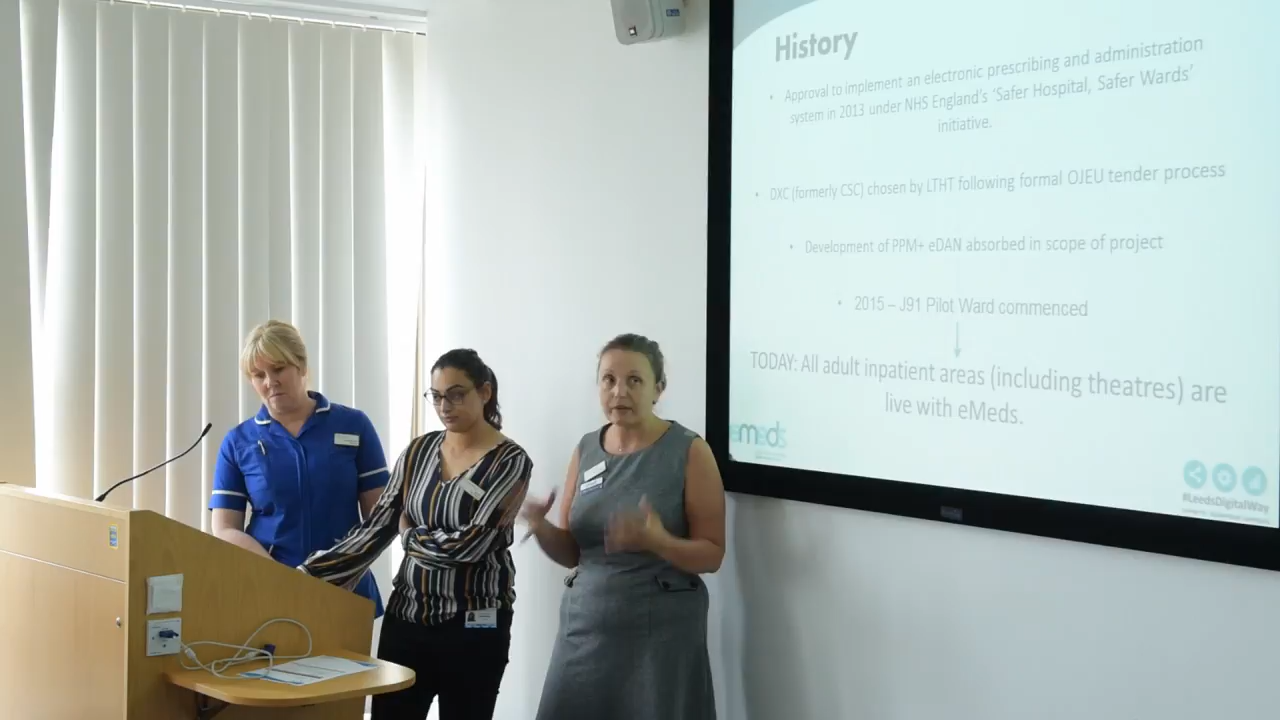 History
• Approval to implement an electronic prescribing and administration
system in 2013 under NHS England's 'Safer Hospital, Safer Wards'
initiative.
• DXC (formerly CSC) chosen by LTHT following formal OJEU tender process
• Development of PPM+ eDAN absorbed in scope of project
• 2015 – J91 Pilot Ward commenced
TODAY: All adult inpatient areas (including theatres) are
live with eMeds.
emeds
#LeedsDigitalWay